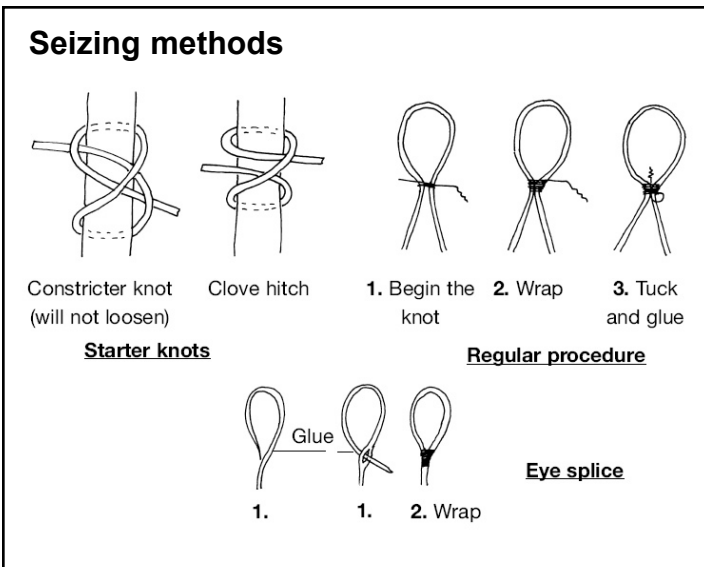 Seizing methods
Constricter knot
(will not loosen)
Clove hitch
Starter knots
1. Begin the
knot
2. Wrap
3. Tuck
and glue
Regular procedure
Glue
1.
1.
2. Wrap
Eye splice